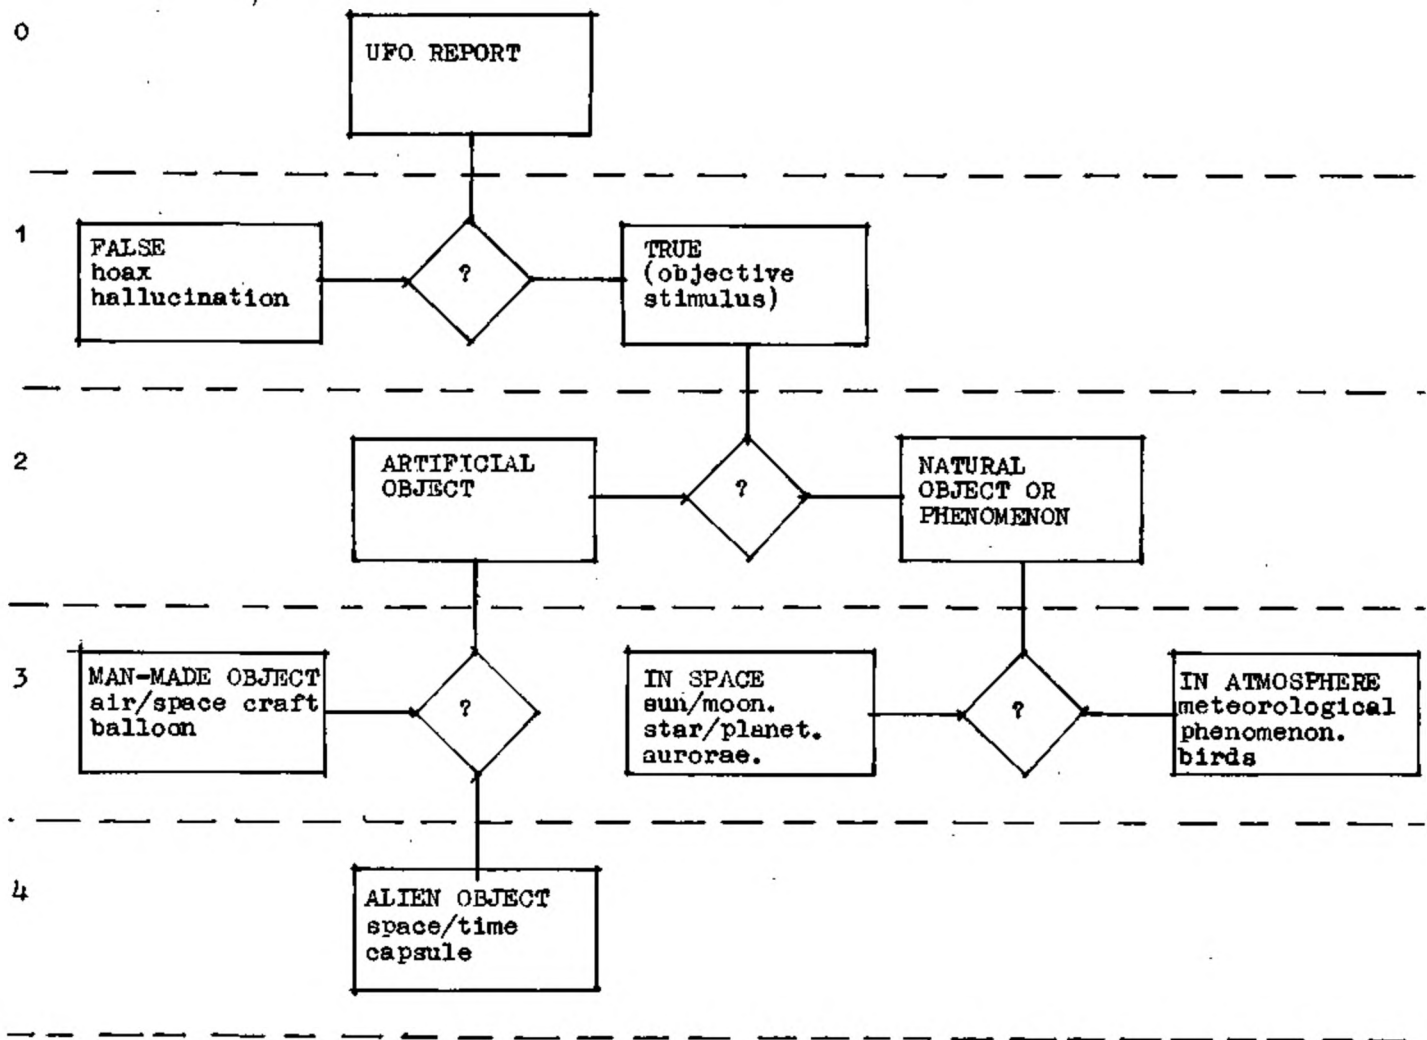 0
UFO REPORT
1
FALSE
hoax
hallucination
?
TRUE
(objective
stimulus)
2
ARTIFICIAL
OBJECT
?
NATURAL
OBJECT OR
PHENOMENON
3
MAN-MADE OBJECT
air/space craft
balloon
?
IN SPACE
sun/moon.
star/planet.
aurorae.
?
IN ATMOSPHERE
meteorological
phenomenon.
birds
4
ALIEN OBJECT
space/time
capsule